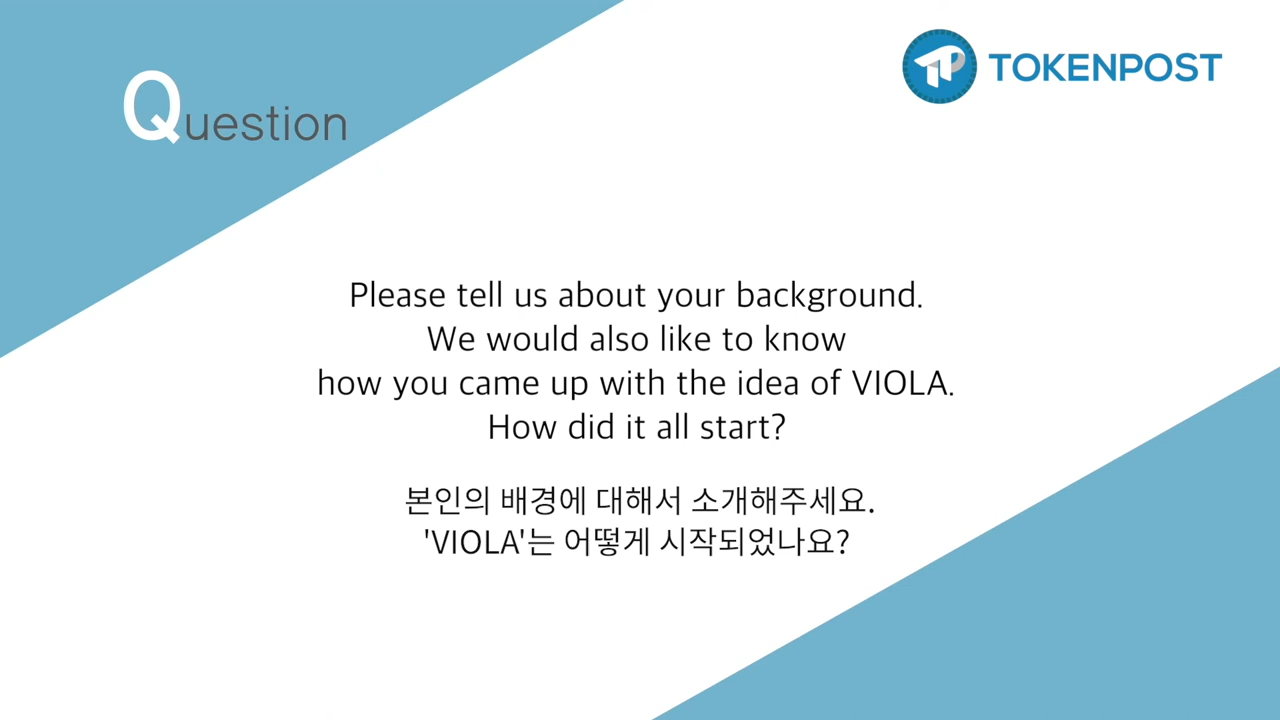 Question
TOKENPOST
Please tell us about your background.
We would also like to know
how you came up with the idea of VIOLA.
How did it all start?
본인의 배경에 대해서 소개해주세요.
'VIOLA'는 어떻게 시작되었나요?